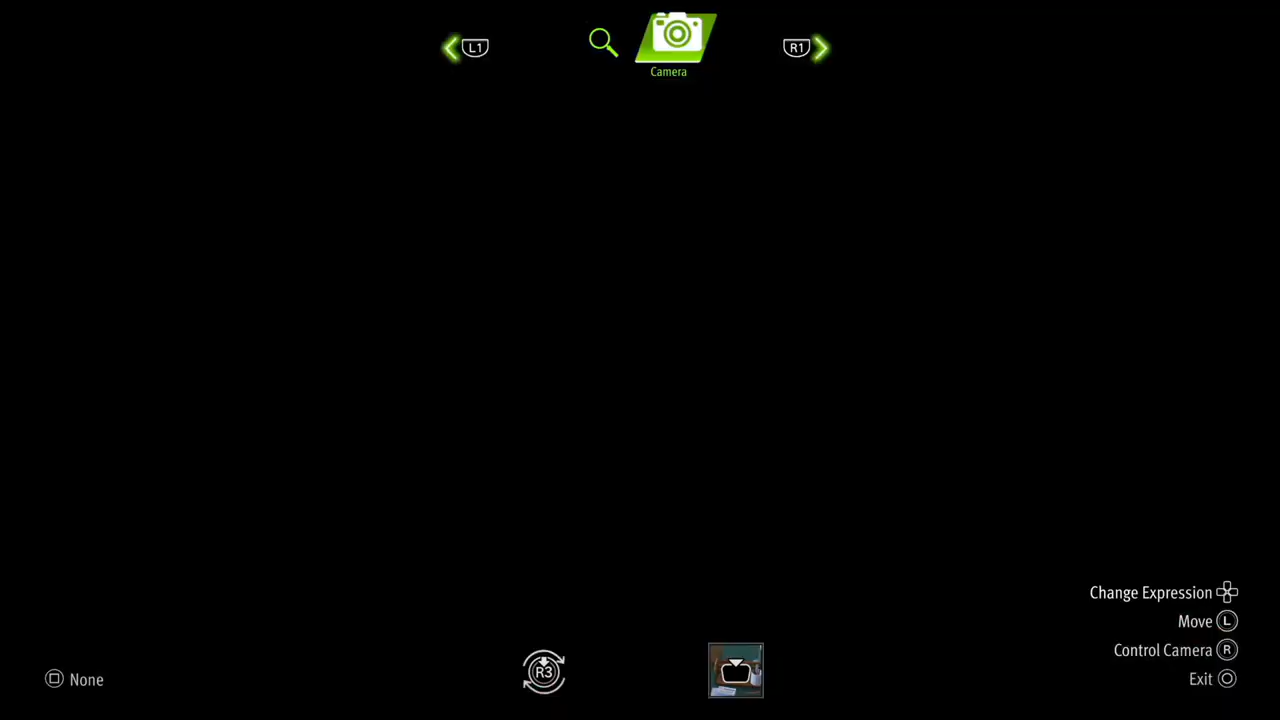 L1
R1
Camera
Change Expression
Move L
Control Camera R
Exit
None
R3